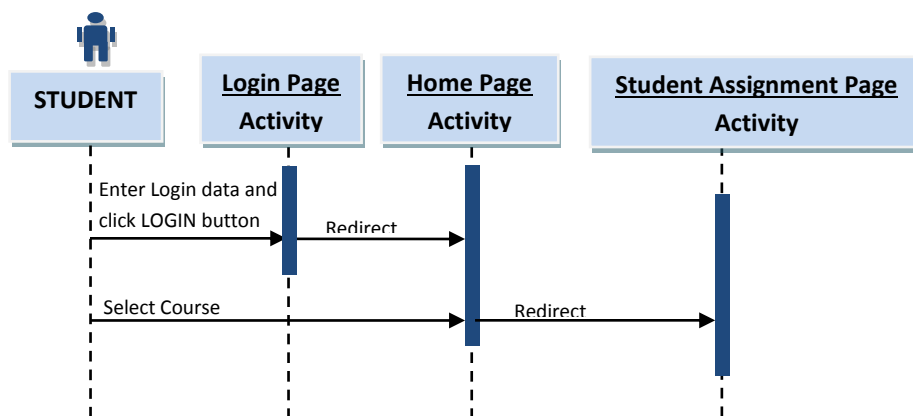 STUDENT
Login Page
Activity
Home Page
Activity
Student Assignment Page
Activity
Enter Login data and
click LOGIN button
Redirect
Select Course
Redirect